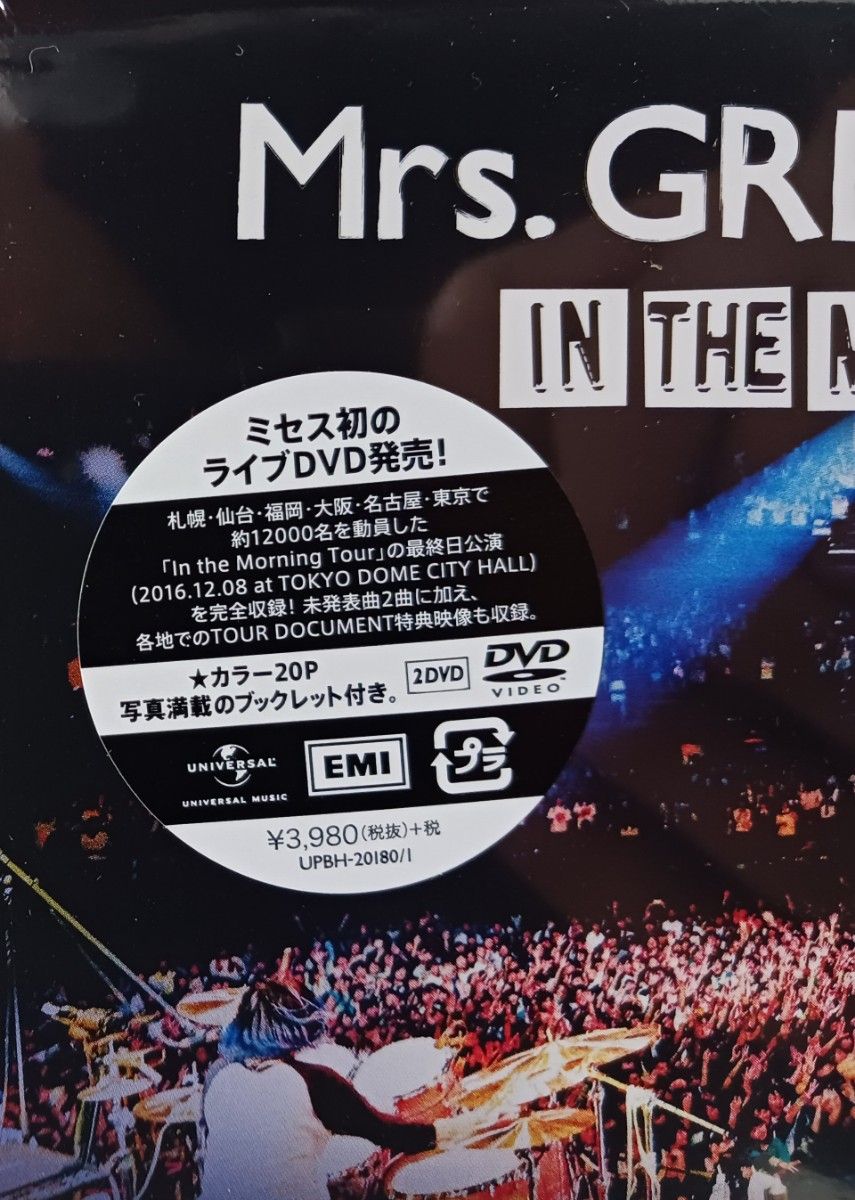 Mrs. GR
IN THE
ミセス初の
ライブDVD発売!
札幌・仙台・福岡・大阪・名古屋・東京で
約12000名を動員した
「In the Morning Tour」の最終日公演
(2016.12.08 at TOKYO DOME CITY HALL)
を完全収録! 未発表曲2曲に加え、
各地でのTOUR DOCUMENT特典映像も収録。
★カラー20P
写真満載のブックレット付き。
2DVD
DVD
VIDEO
UNIVERSAL
UNIVERSAL MUSIC
EMI
プラ
¥3,980(税抜)+税
UPBH-20180/1